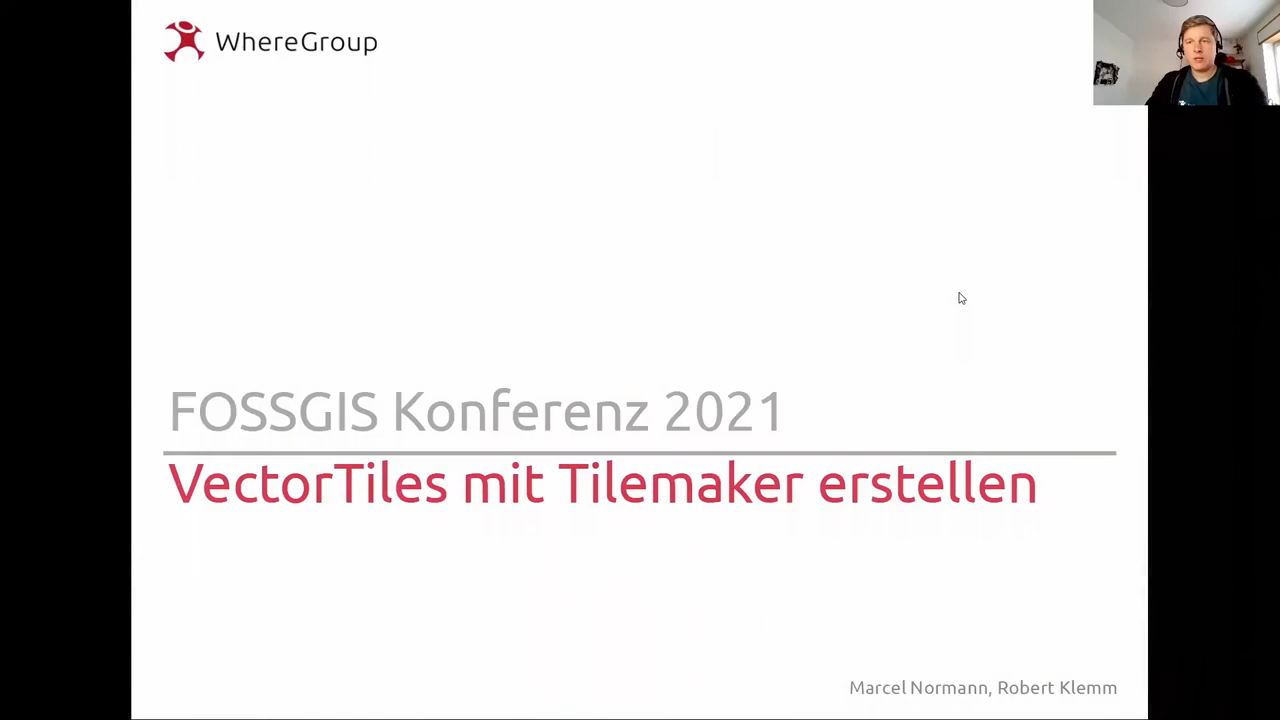 WhereGroup
FOSSGIS Konferenz 2021
VectorTiles mit Tilemaker erstellen
Marcel Normann, Robert Klemm